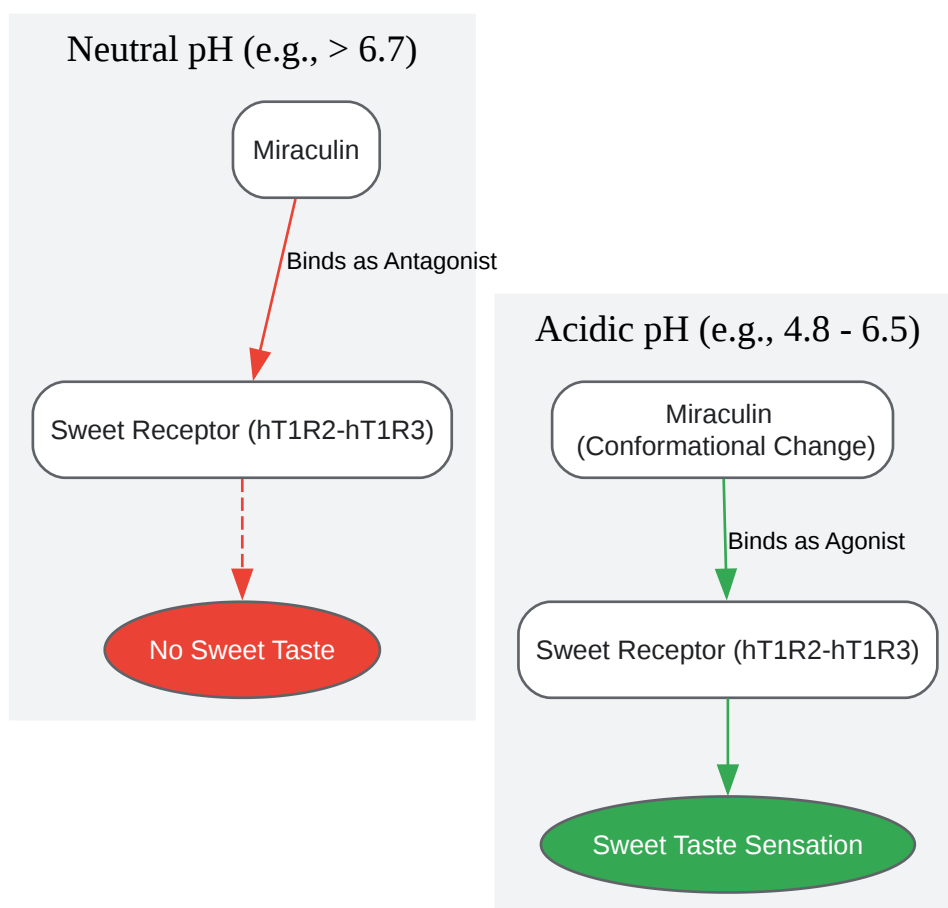 Neutral pH (e.g., > 6.7)
Miraculin
Binds as Antagonist
Sweet Receptor (hT1R2-hT1R3)
No Sweet Taste
Acidic pH (e.g., 4.8 - 6.5)
Miraculin
(Conformational Change)
Binds as Agonist
Sweet Receptor (hT1R2-hT1R3)
Sweet Taste Sensation